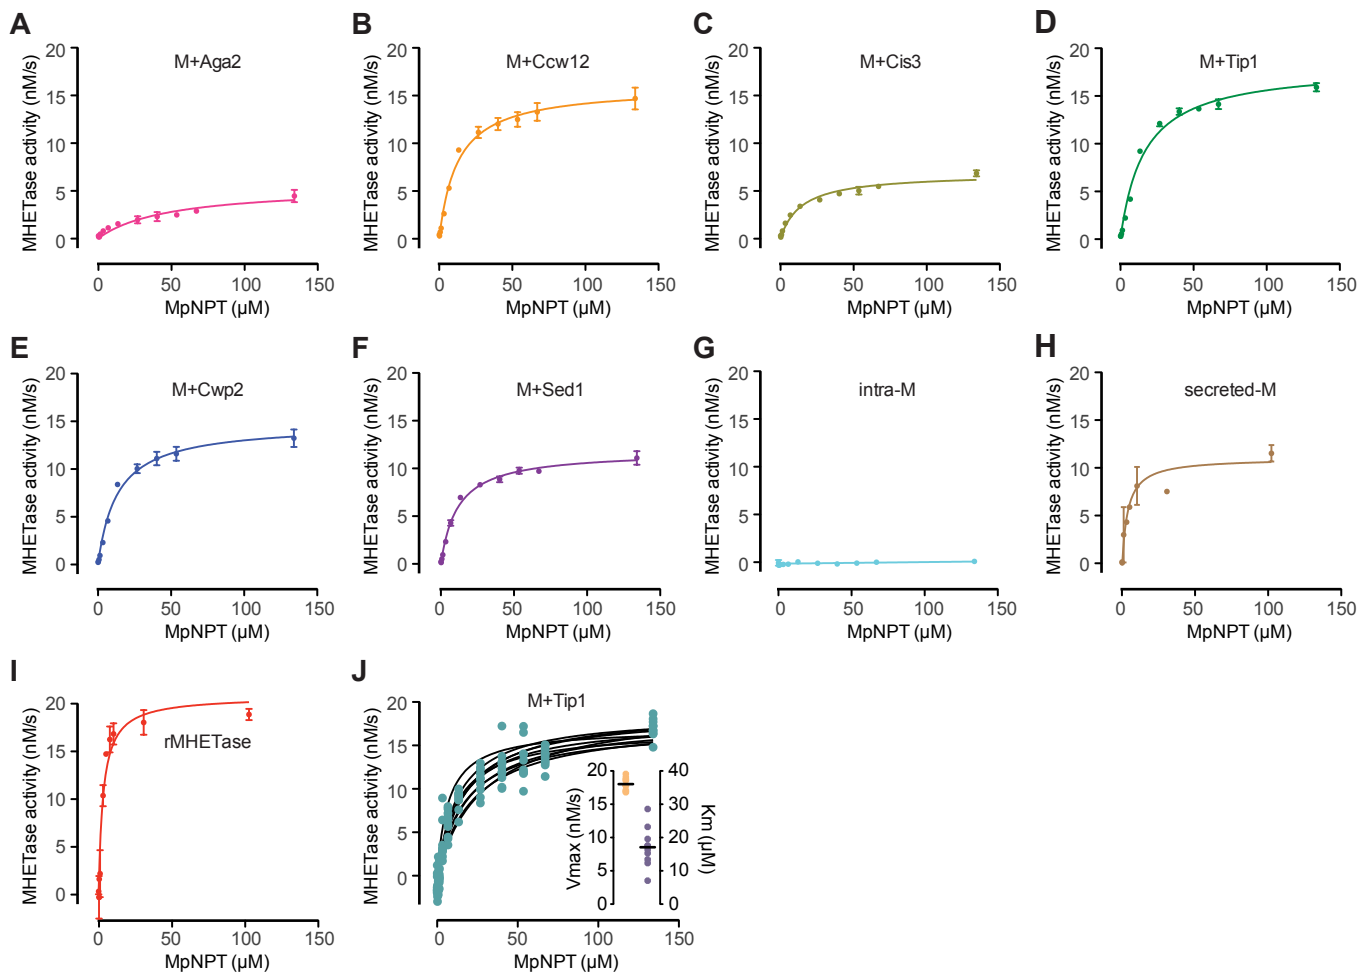 A
M+Aga2
MHETase activity (nM/s)
20
15
10
5
0
0 50 100 150
MpNPT (µM)
B
M+Ccw12
MHETase activity (nM/s)
20
15
10
5
0
0 50 100 150
MpNPT (µM)
C
M+Cis3
MHETase activity (nM/s)
20
15
10
5
0
0 50 100 150
MpNPT (µM)
D
M+Tip1
MHETase activity (nM/s)
20
15
10
5
0
0 50 100 150
MpNPT (µM)
E
M+Cwp2
MHETase activity (nM/s)
20
15
10
5
0
0 50 100 150
MpNPT (µM)
F
M+Sed1
MHETase activity (nM/s)
20
15
10
5
0
0 50 100 150
MpNPT (µM)
G
intra-M
MHETase activity (nM/s)
20
15
10
5
0
0 50 100 150
MpNPT (µM)
H
secreted-M
MHETase activity (nM/s)
20
15
10
5
0
0 50 100 150
MpNPT (µM)
I
rMHETase
MHETase activity (nM/s)
20
15
10
5
0
0 50 100 150
MpNPT (µM)
J
M+Tip1
MHETase activity (nM/s)
20
15
10
5
0
0 50 100 150
MpNPT (µM)
Vmax (nM/s)
20
15
10
5
0
40
30
20
10
0
Km (µM)